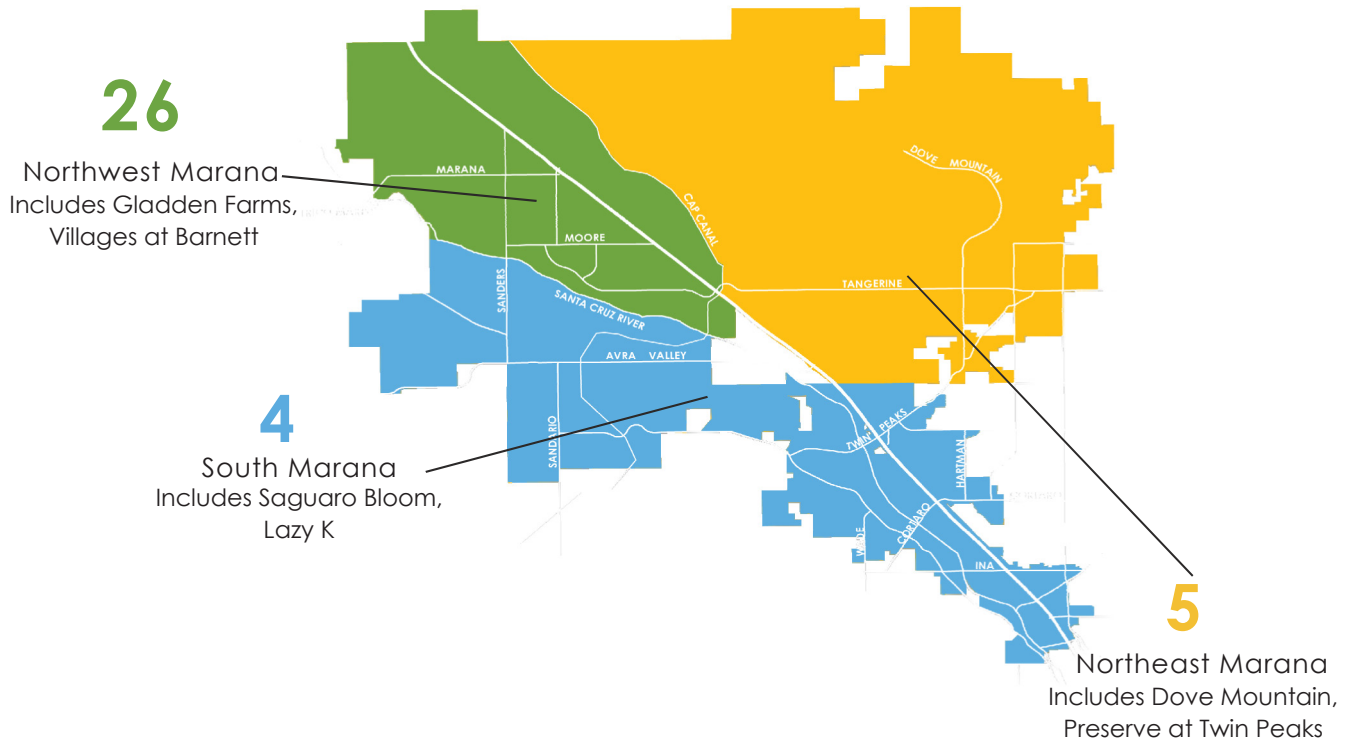 26
Northwest Marana
Includes Gladden Farms,
Villages at Barnett
MARANA
MOORE
SANDERS
SANTA CRUZ RIVER
CAP CANAL
DOVE MOUNTAIN
TANGERINE
AVRA VALLEY
SANDARIO
TWIN PEAKS
HARTMAN
CORTARO
WADE
INA
4
South Marana
Includes Saguaro Bloom,
Lazy K
5
Northeast Marana
Includes Dove Mountain,
Preserve at Twin Peaks